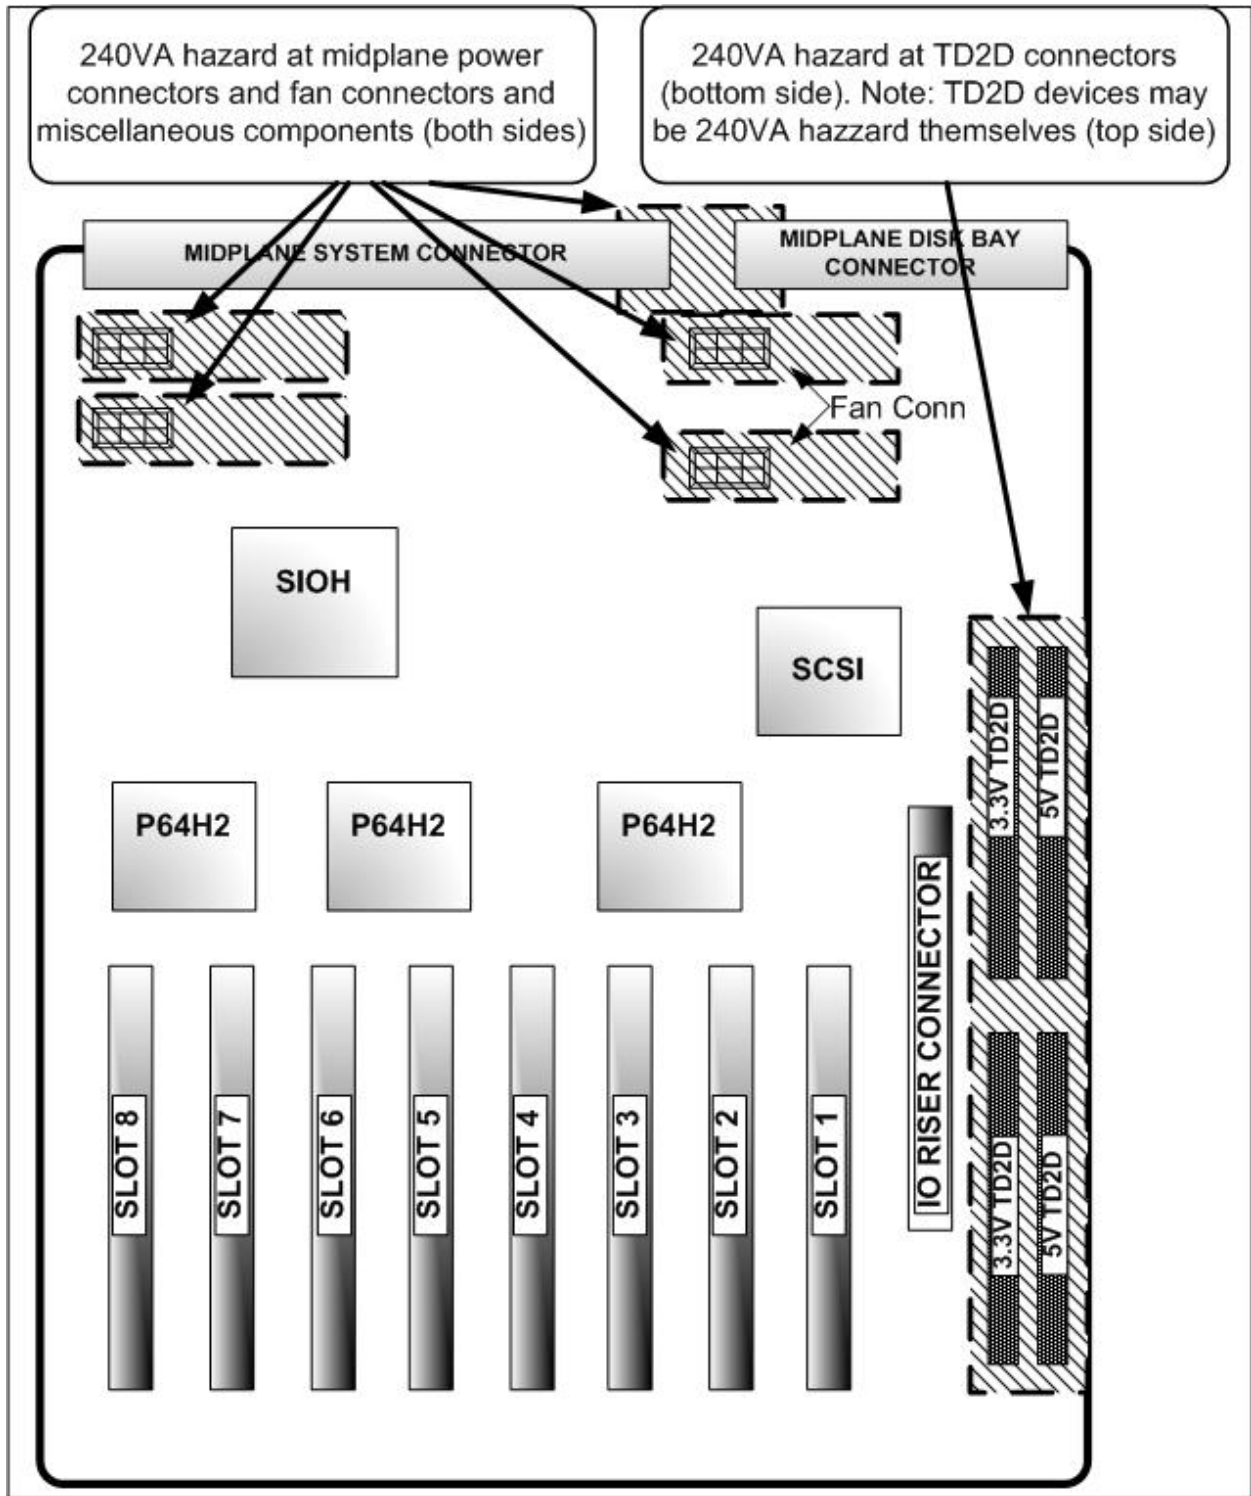 240VA hazard at midplane power
connectors and fan connectors and
miscellaneous components (both sides)
240VA hazard at TD2D connectors
(bottom side). Note: TD2D devices may
be 240VA hazzard themselves (top side)
MIDPLANE SYSTEM CONNECTOR
MIDPLANE DISK BAY
CONNECTOR
Fan Conn
SIOH
SCSI
3.3V TD2D
5V TD2D
P64H2
P64H2
P64H2
IO RISER CONNECTOR
SLOT 8
SLOT 7
SLOT 6
SLOT 5
SLOT 4
SLOT 3
SLOT 2
SLOT 1
3.3V TD2D
5V TD2D